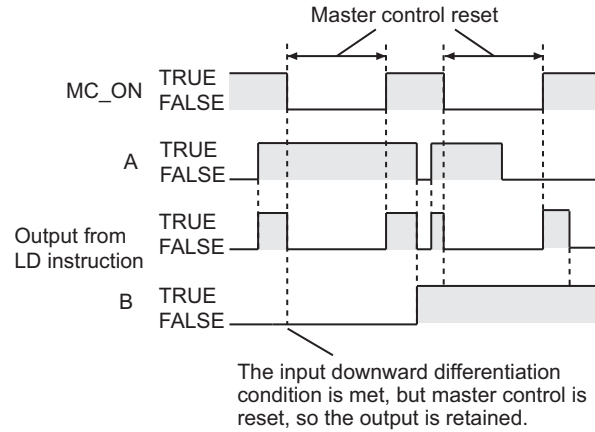 Master control reset
MC_ON
TRUE
FALSE
A
TRUE
FALSE
Output from
LD instruction
TRUE
FALSE
B
TRUE
FALSE
The input downward differentiation
condition is met, but master control is
reset, so the output is retained.